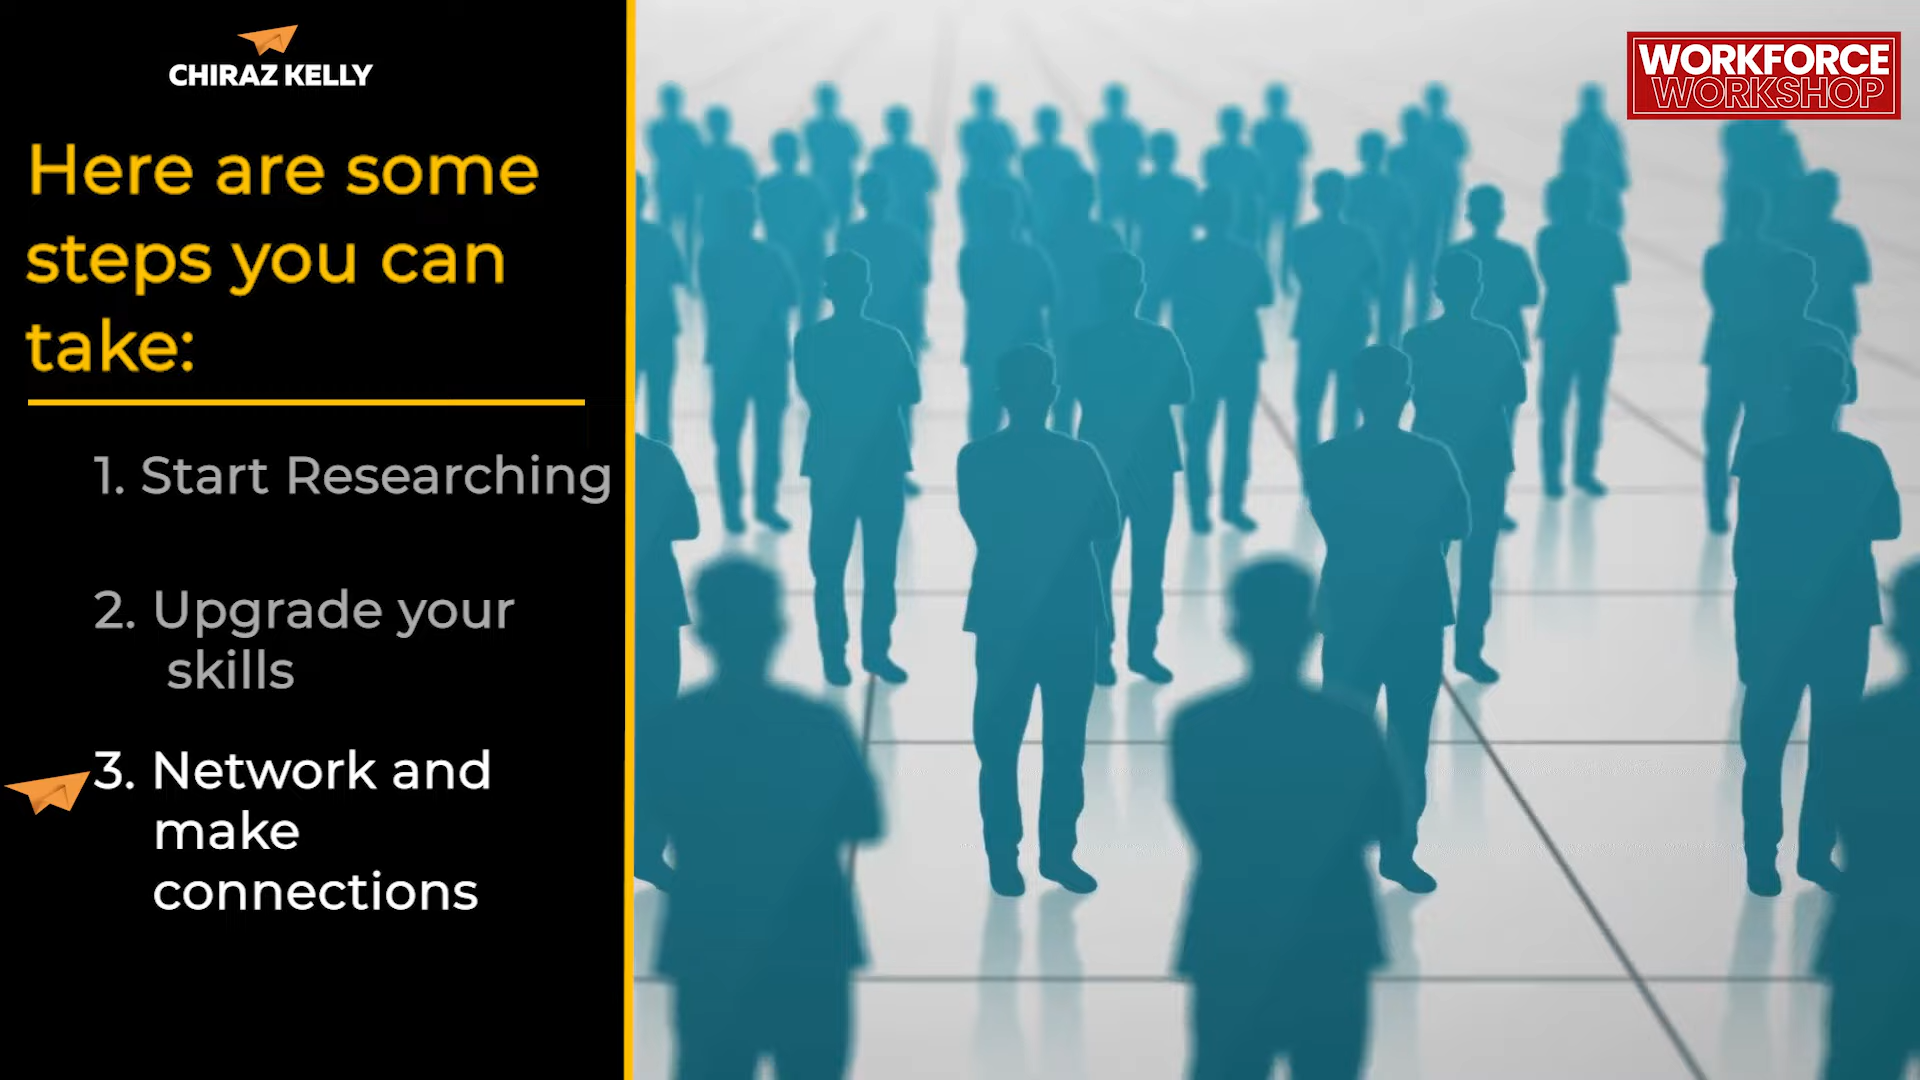 CHIRAZ KELLY
WORKFORCE
WORKSHOP
Here are some
steps you can
take:
1. Start Researching
2. Upgrade your
skills
3. Network and
make
connections